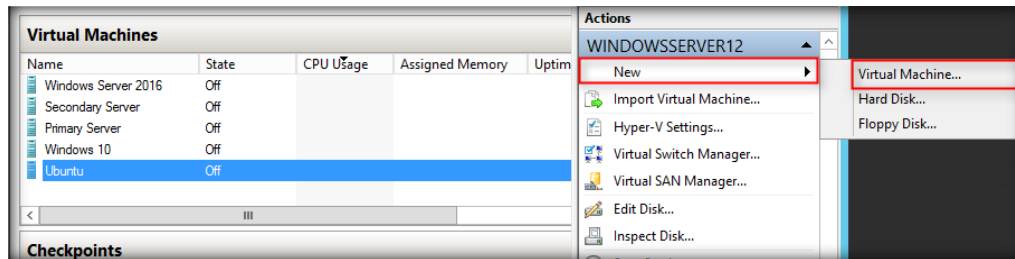 Virtual Machines
Name State CPU Usage Assigned Memory Uptim
Windows Server 2016 Off
Secondary Server Off
Primary Server Off
Windows 10 Off
Ubuntu Off
Checkpoints
Actions
WINDOWSSERVER12
New
Import Virtual Machine...
Hyper-V Settings...
Virtual Switch Manager...
Virtual SAN Manager...
Edit Disk...
Inspect Disk...
Virtual Machine...
Hard Disk...
Floppy Disk...